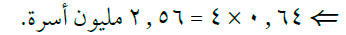 ⇐ ٠,٦٤ × ٤ = ٢,٥٦ مليون أسرة.